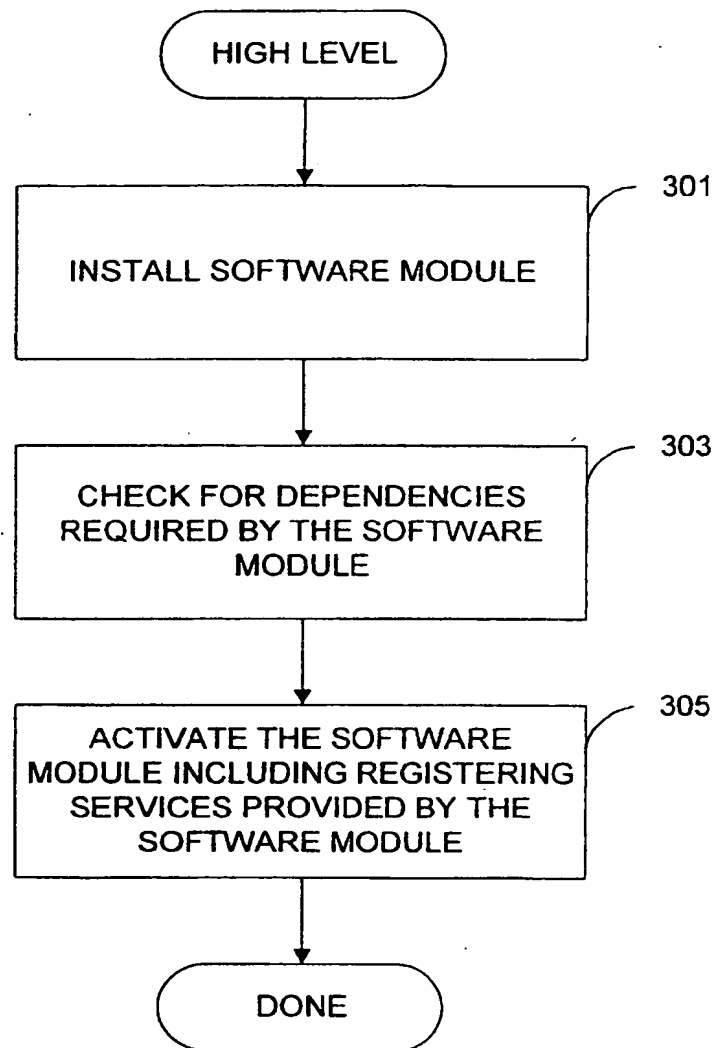 HIGH LEVEL
301
INSTALL SOFTWARE MODULE
303
CHECK FOR DEPENDENCIES
REQUIRED BY THE SOFTWARE
MODULE
305
ACTIVATE THE SOFTWARE
MODULE INCLUDING REGISTERING
SERVICES PROVIDED BY THE
SOFTWARE MODULE
DONE